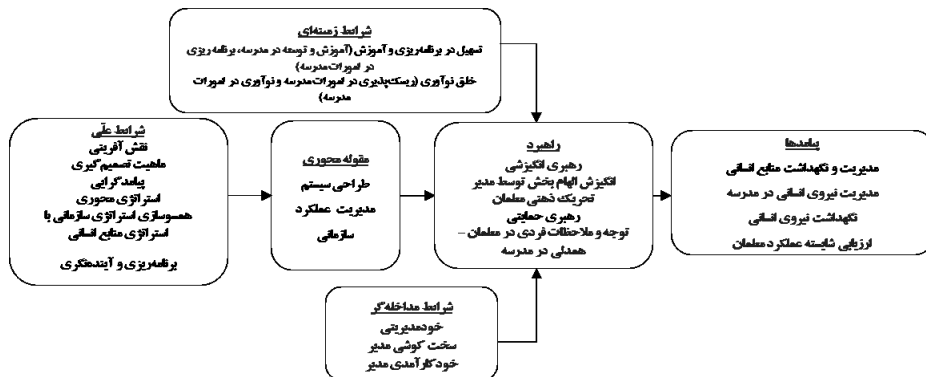 شرایط زمینه‌ای
تسهیل در برنامه‌ریزی و آموزش (آموزش و توسعه در مدرسه، برنامه ریزی
در امورات مدرسه)
خلق نوآوری (ریسک‌پذیری در امورات مدرسه و نوآوری در امورات
مدرسه)
شرایط علّی
نقش آفرینی
ماهیت تصمیم‌گیری
پیامدگرایی
استراتژی محوری
همسوسازی استراتژی سازمانی با
استراتژی منابع انسانی
برنامه‌ریزی و آینده‌نگری
مقوله محوری
طراحی سیستم
مدیریت عملکرد
سازمانی
راهبرد
رهبری انگیزشی
انگیزش الهام بخش توسط مدیر
تحریک ذهنی معلمان
رهبری حمایتی
توجه و ملاحظات فردی در معلمان –
همدلی در مدرسه
پیامدها
مدیریت و نگهداشت منابع انسانی
مدیریت نیروی انسانی در مدرسه
نگهداشت نیروی انسانی
ارزیابی شایسته عملکرد معلمان
شرایط مداخله‌گر
خودمدیریتی
سخت کوشی مدیر
خودکارآمدی مدیر